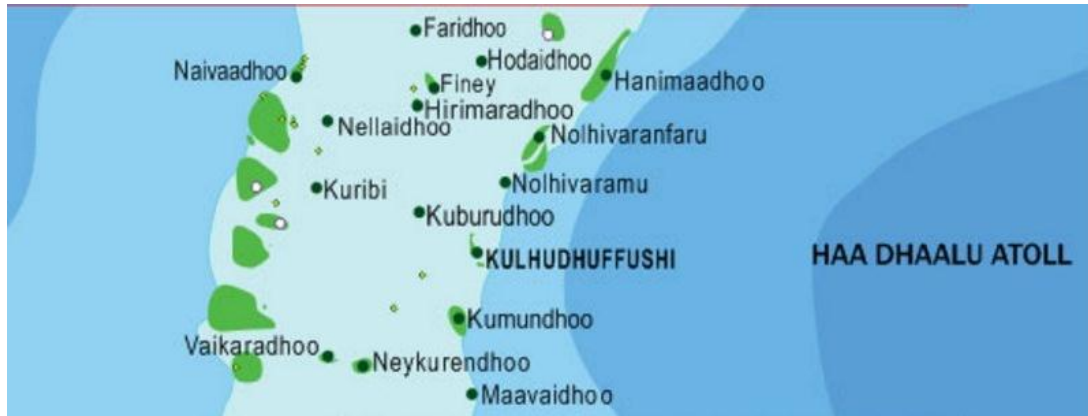 Faridhoo
Hodaidhoo
Naivaadhoo
Finey
Hanimaadhoo
Hirimaradhoo
Nellaidhoo
Nolhivaranfaru
Kuribi
Nolhivaramu
Kuburudhoo
KULHUDHUFFUSHI
HAA DHAALU ATOLL
Kumundhoo
Vaikaradhoo
Neykurendhoo
Maavaidhoo